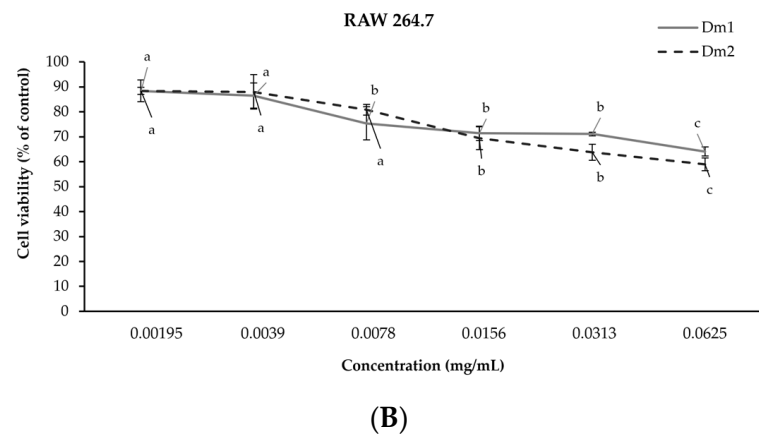 RAW 264.7
Dm1
Dm2
Cell viability (% of control)
100
90
80
70
60
50
40
30
20
10
0
a a b b b c
a a a b b c
0.00195 0.0039 0.0078 0.0156 0.0313 0.0625
Concentration (mg/mL)
(B)